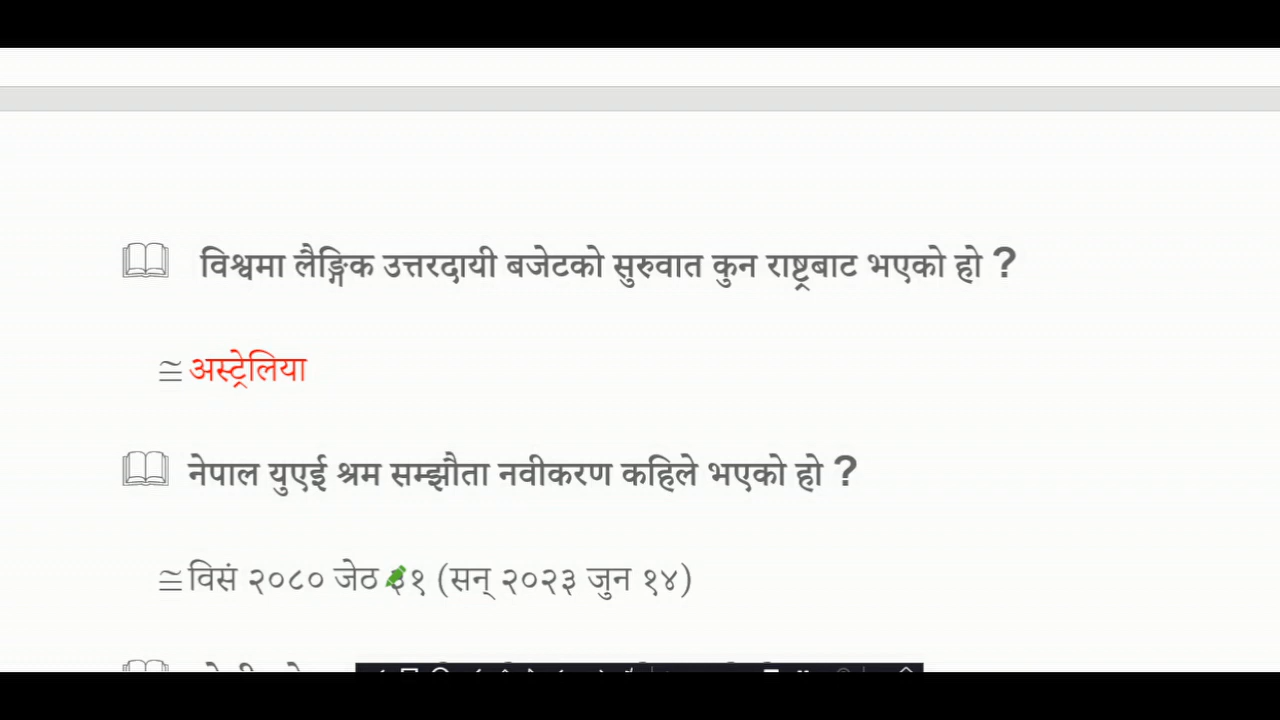 विश्वमा लैङ्गिक उत्तरदायी बजेटको सुरुवात कुन राष्ट्रबाट भएको हो ?
≅ अस्ट्रेलिया
नेपाल युएई श्रम सम्झौता नवीकरण कहिले भएको हो ?
≅ विसं २०८० जेठ ३१ (सन् २०२३ जुन १४)